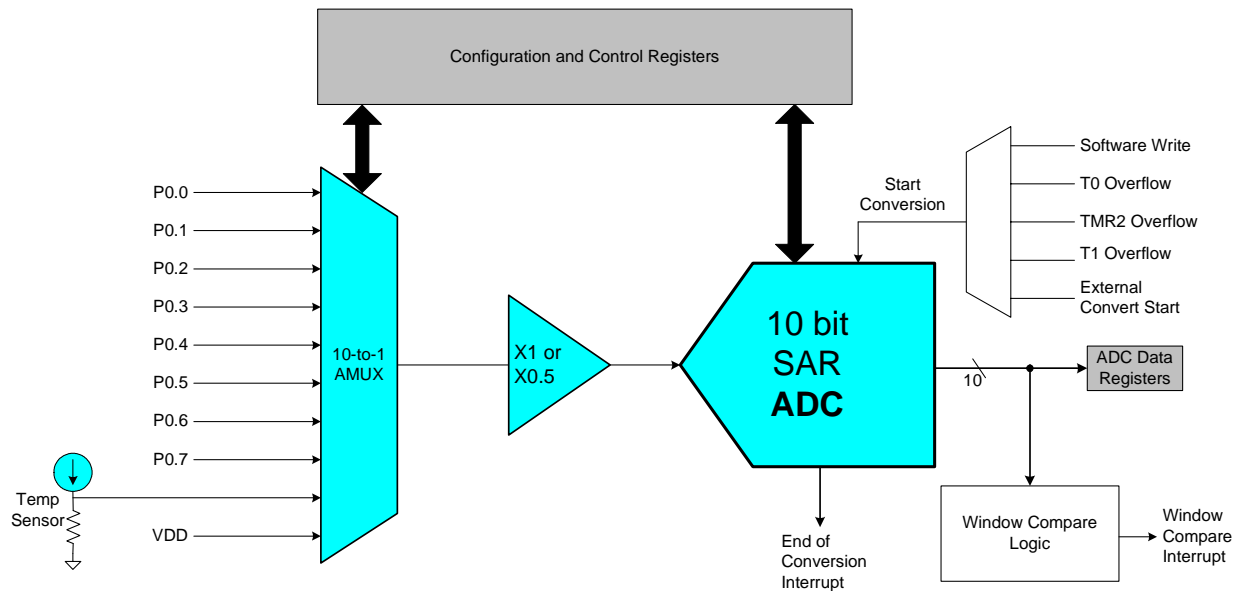 Configuration and Control Registers
Software Write
T0 Overflow
TMR2 Overflow
T1 Overflow
External
Convert Start
Start
Conversion
P0.0
P0.1
P0.2
P0.3
P0.4
P0.5
P0.6
P0.7
Temp
Sensor
VDD
10-to-1
AMUX
X1 or
X0.5
10 bit
SAR
ADC
10
ADC Data
Registers
End of
Conversion
Interrupt
Window Compare
Logic
Window
Compare
Interrupt